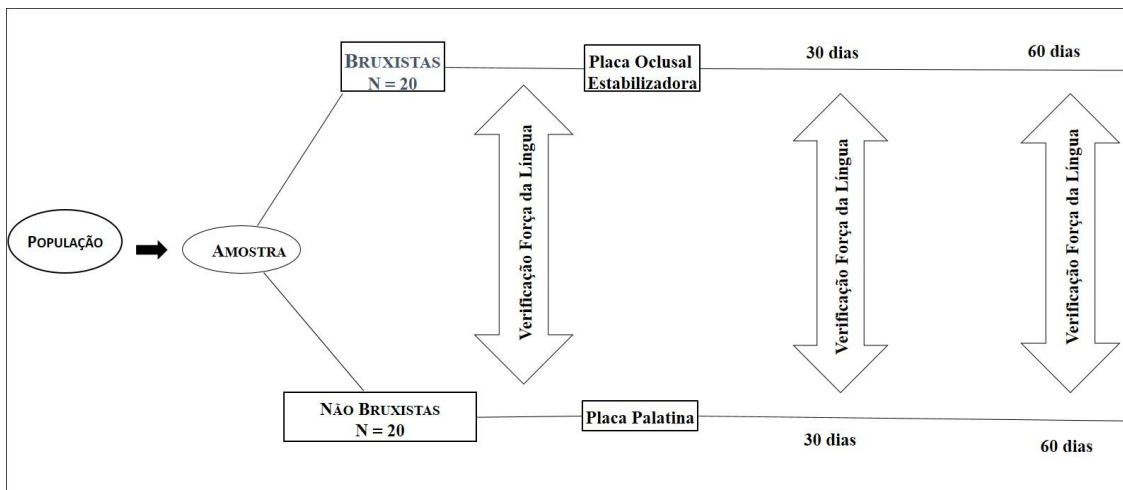 POPULAÇÃO
AMOSTRA
BRUXISTAS
N = 20
Placa Oclusal
Estabilizadora
30 dias
60 dias
Verificação Força da Língua
Verificação Força da Língua
Verificação Força da Língua
NÃO BRUXISTAS
N = 20
Placa Palatina
30 dias
60 dias